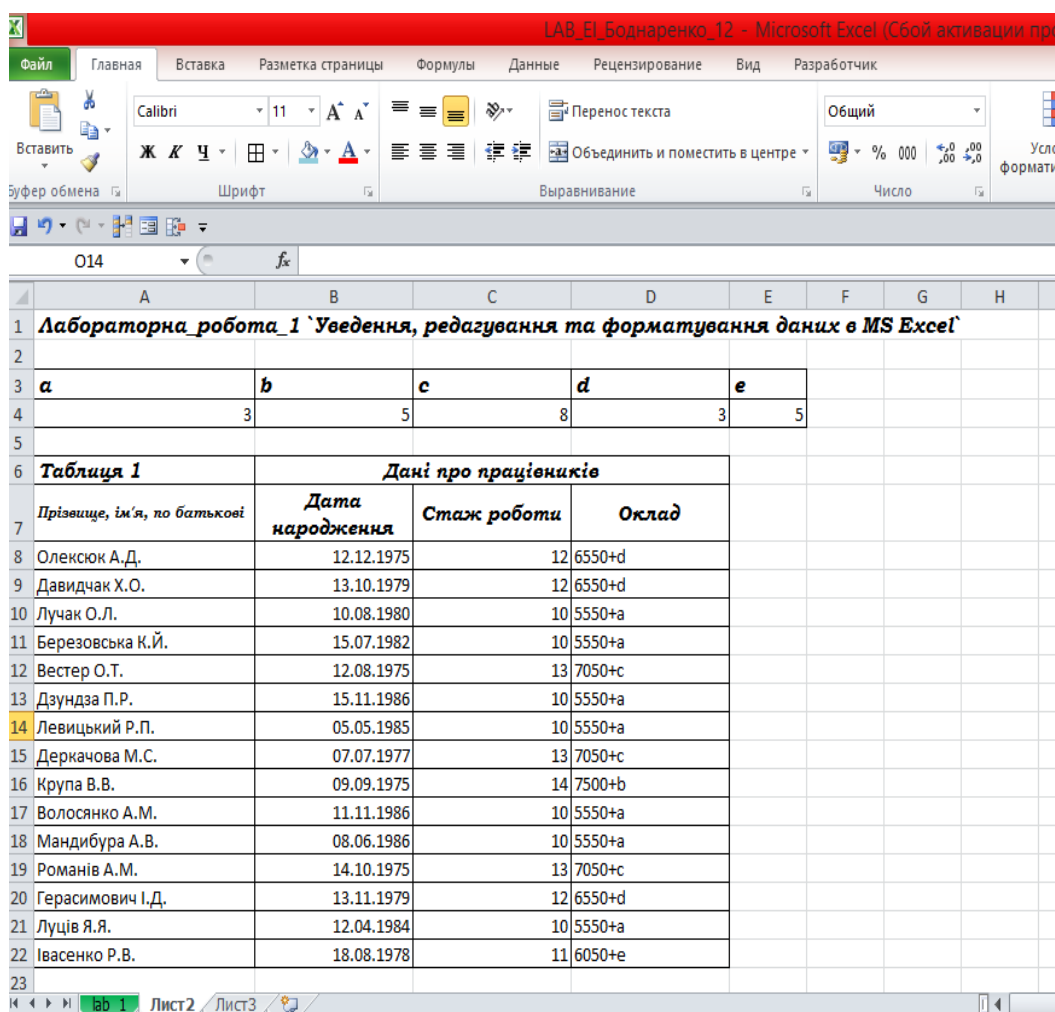 LAB_EI_Боднаренко_12 - Microsoft Excel (Сбой активации пре
Файл Главная Вставка Разметка страницы Формулы Данные Рецензирование Вид Разработчик
Calibri 11 Перенос текста Общий
Вставить Ж К Ч Объединить и поместить в центре % 000 Усло
формати
Буфер обмена Шрифт Выравнивание Число
O14 fx
A B C D E F G H
1 Лабораторна_робота_1 `Уведення, редагування та форматування даних в MS Excel`
2
3 a b c d e
4 3 5 8 3 5
5
6 Таблиця 1 Дані про працівників
7 Прізвище, ім'я, по батькові Дата народження Стаж роботи Оклад
8 Олексюк А.Д. 12.12.1975 12 6550+d
9 Давидчак Х.О. 13.10.1979 12 6550+d
10 Лучак О.Л. 10.08.1980 10 5550+a
11 Березовська К.Й. 15.07.1982 10 5550+a
12 Вестер О.Т. 12.08.1975 13 7050+c
13 Дзундза П.Р. 15.11.1986 10 5550+a
14 Левицький Р.П. 05.05.1985 10 5550+a
15 Деркачова М.С. 07.07.1977 13 7050+c
16 Крупа В.В. 09.09.1975 14 7500+b
17 Волосянко А.М. 11.11.1986 10 5550+a
18 Мандибура А.В. 08.06.1986 10 5550+a
19 Романів А.М. 14.10.1975 13 7050+c
20 Герасимович І.Д. 13.11.1979 12 6550+d
21 Луців Я.Я. 12.04.1984 10 5550+a
22 Івасенко Р.В. 18.08.1978 11 6050+e
23
lab_1 Лист2 Лист3